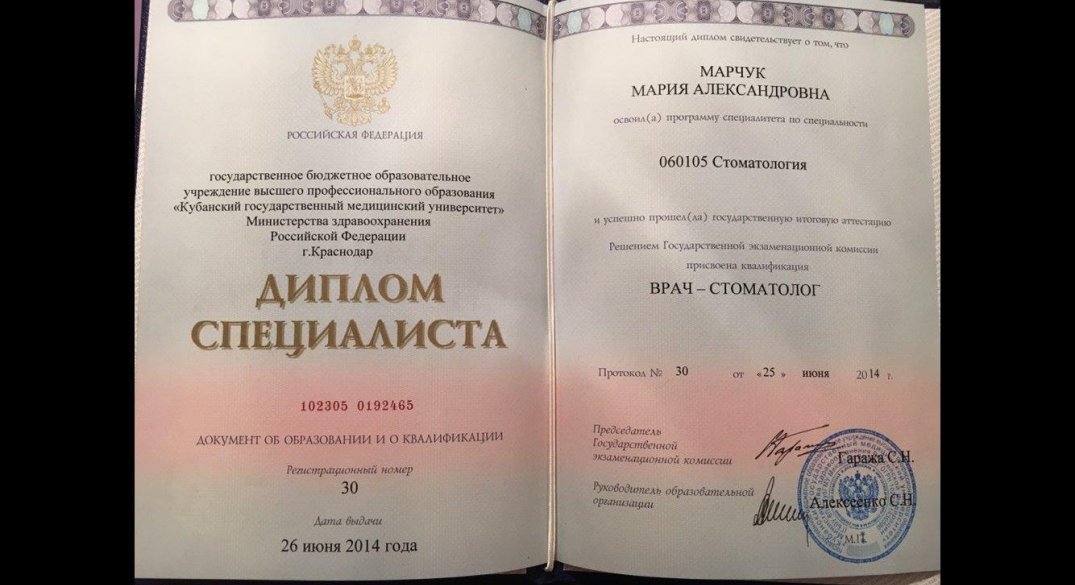 РОССИЙСКАЯ ФЕДЕРАЦИЯ
государственное бюджетное образовательное
учреждение высшего профессионального образования
«Кубанский государственный медицинский университет»
Министерства здравоохранения
Российской Федерации
г.Краснодар
ДИПЛОМ
СПЕЦИАЛИСТА
102305 0192465
ДОКУМЕНТ ОБ ОБРАЗОВАНИИ И О КВАЛИФИКАЦИИ
Регистрационный номер
30
Дата выдачи
26 июня 2014 года
Настоящий диплом свидетельствует о том, что
МАРЧУК
МАРИЯ АЛЕКСАНДРОВНА
освоил(а) программу специалитета по специальности
060105 Стоматология
и успешно прошел(ла) государственную итоговую аттестацию
Решением Государственной экзаменационной комиссии
присвоена квалификация
ВРАЧ – СТОМАТОЛОГ
Протокол № 30 от «25 » июня 2014 г.
Председатель
Государственной
экзаменационной комиссии
Гаража С.Н.
Руководитель образовательной
организации
Алексеенко С.Н.
М.П.